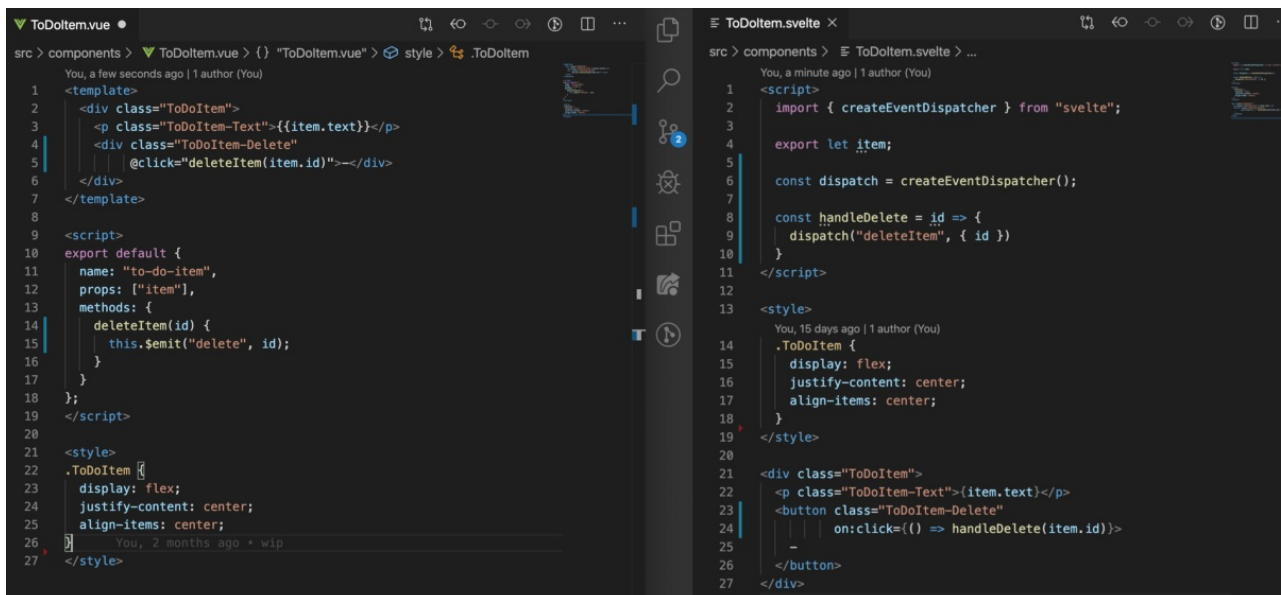 ToDoItem.vue
src > components > ToDoItem.vue > {} "ToDoItem.vue" > style > .ToDoItem
You, a few seconds ago | 1 author (You)
1 <template>
2 <div class="ToDoItem">
3 <p class="ToDoItem-Text">{{item.text}}</p>
4 <div class="ToDoItem-Delete"
5 @click="deleteItem(item.id)">-</div>
6 </div>
7 </template>
8
9 <script>
10 export default {
11 name: "to-do-item",
12 props: ["item"],
13 methods: {
14 deleteItem(id) {
15 this.$emit("delete", id);
16 }
17 }
18 };
19 </script>
20
21 <style>
22 .ToDoItem {
23 display: flex;
24 justify-content: center;
25 align-items: center;
26 } You, 2 months ago • wip
27 </style>
2
ToDoItem.svelte
src > components > ToDoItem.svelte > ...
You, a minute ago | 1 author (You)
1 <script>
2 import { createEventDispatcher } from "svelte";
3
4 export let item;
5
6 const dispatch = createEventDispatcher();
7
8 const handleDelete = id => {
9 dispatch("deleteItem", { id })
10 }
11 </script>
12
13 <style>
You, 15 days ago | 1 author (You)
14 .ToDoItem {
15 display: flex;
16 justify-content: center;
17 align-items: center;
18 }
19 </style>
20
21 <div class="ToDoItem">
22 <p class="ToDoItem-Text">{item.text}</p>
23 <button class="ToDoItem-Delete"
24 on:click={() => handleDelete(item.id)}>
25 -
26 </button>
27 </div>